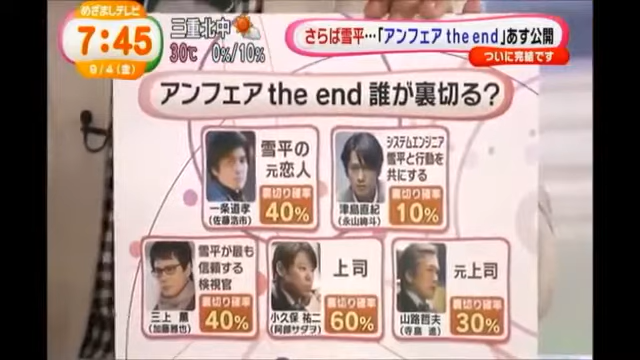 めざましテレビ
7:45
9/4(金)
三重北中
30℃ 0%/10%
さらば雪平…「アンフェア the end」あす公開
ついに完結です
アンフェア the end 誰が裏切る?
雪平の
元恋人
裏切り確率
40%
一条道孝
(佐藤浩市)
システムエンジニア
雪平と行動を
共にする
裏切り確率
10%
津島直紀
(永山絢斗)
雪平が最も
信頼する
検視官
裏切り確率
40%
三上 薫
(加藤雅也)
上司
裏切り確率
60%
小久保 祐二
(阿部サダヲ)
元上司
裏切り確率
30%
山路哲夫
(寺島 進)